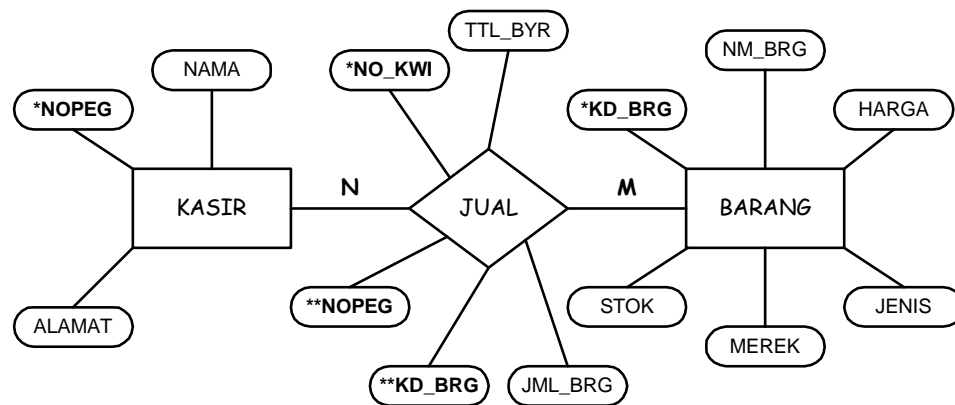 TTL_BYR
NAMA
*NO_KWI
NM_BRG
*NOPEG
*KD_BRG
HARGA
KASIR
N
JUAL
M
BARANG
**NOPEG
STOK
JENIS
ALAMAT
MEREK
**KD_BRG
JML_BRG